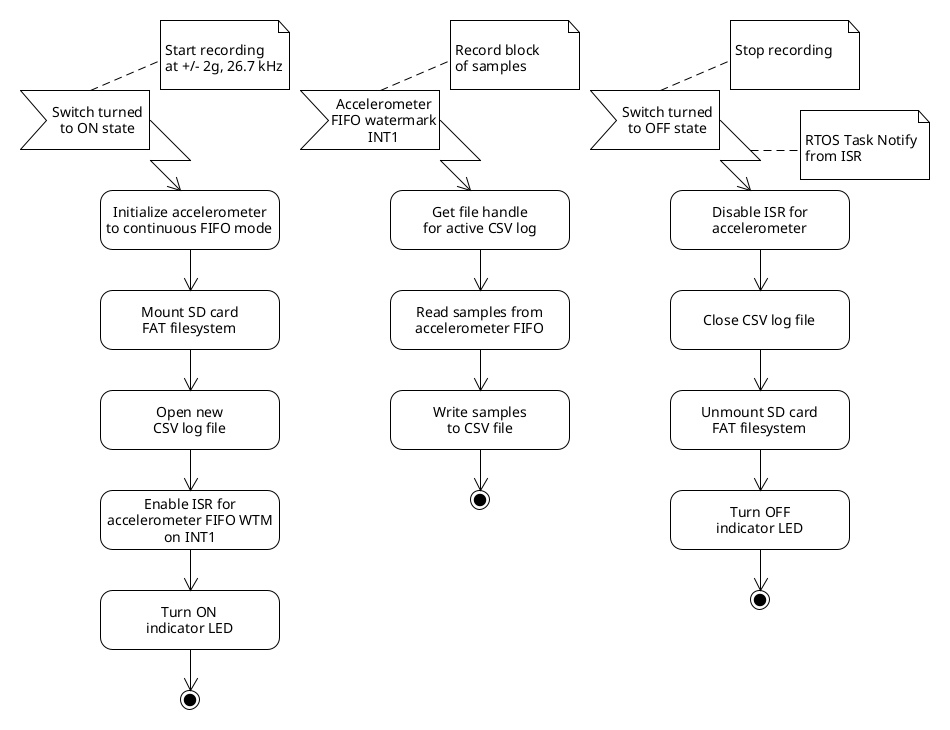 Start recording
at +/- 2g, 26.7 kHz
Switch turned
to ON state
Initialize accelerometer
to continuous FIFO mode
Mount SD card
FAT filesystem
Open new
CSV log file
Enable ISR for
accelerometer FIFO WTM
on INT1
Turn ON
indicator LED
Record block
of samples
Accelerometer
FIFO watermark
INT1
Get file handle
for active CSV log
Read samples from
accelerometer FIFO
Write samples
to CSV file
Stop recording
Switch turned
to OFF state
RTOS Task Notify
from ISR
Disable ISR for
accelerometer
Close CSV log file
Unmount SD card
FAT filesystem
Turn OFF
indicator LED